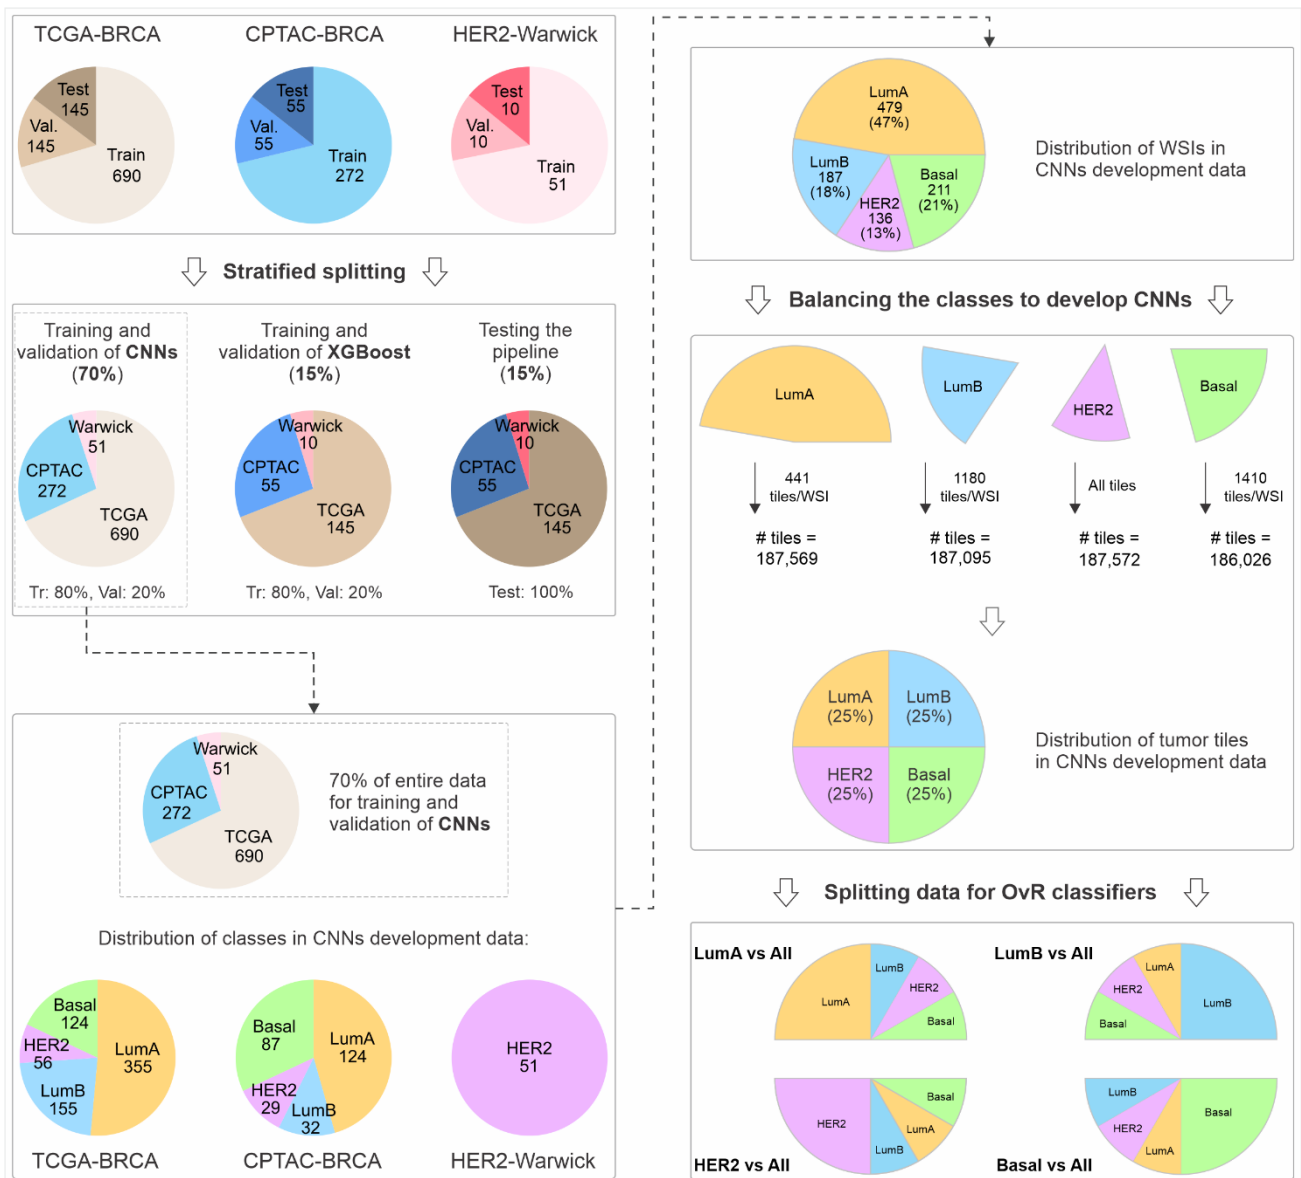 TCGA-BRCA
CPTAC-BRCA
HER2-Warwick
Test
145
Val.
145
Train
690
Test
55
Val.
55
Train
272
Test
10
Val.
10
Train
51
Stratified splitting
Training and
validation of CNNs
(70%)
Training and
validation of XGBoost
(15%)
Testing the
pipeline
(15%)
Warwick
51
CPTAC
272
TCGA
690
Warwick
10
CPTAC
55
TCGA
145
Warwick
10
CPTAC
55
TCGA
145
Tr: 80%, Val: 20%
Tr: 80%, Val: 20%
Test: 100%
Warwick
51
CPTAC
272
TCGA
690
70% of entire data
for training and
validation of CNNs
Distribution of classes in CNNs development data:
Basal
124
HER2
56
LumB
155
LumA
355
Basal
87
HER2
29
LumB
32
LumA
124
HER2
51
TCGA-BRCA
CPTAC-BRCA
HER2-Warwick
LumA
479
(47%)
LumB
187
(18%)
HER2
136
(13%)
Basal
211
(21%)
Distribution of WSIs in
CNNs development data
Balancing the classes to develop CNNs
LumA
LumB
HER2
Basal
441
tiles/WSI
1180
tiles/WSI
All tiles
1410
tiles/WSI
# tiles =
187,569
# tiles =
187,095
# tiles =
187,572
# tiles =
186,026
LumA
(25%)
LumB
(25%)
HER2
(25%)
Basal
(25%)
Distribution of tumor tiles
in CNNs development data
Splitting data for OvR classifiers
LumA vs All
LumA
LumB
HER2
Basal
LumB vs All
LumA
HER2
Basal
LumB
HER2
Basal
LumA
LumB
HER2 vs All
LumB
HER2
LumA
Basal
Basal vs All